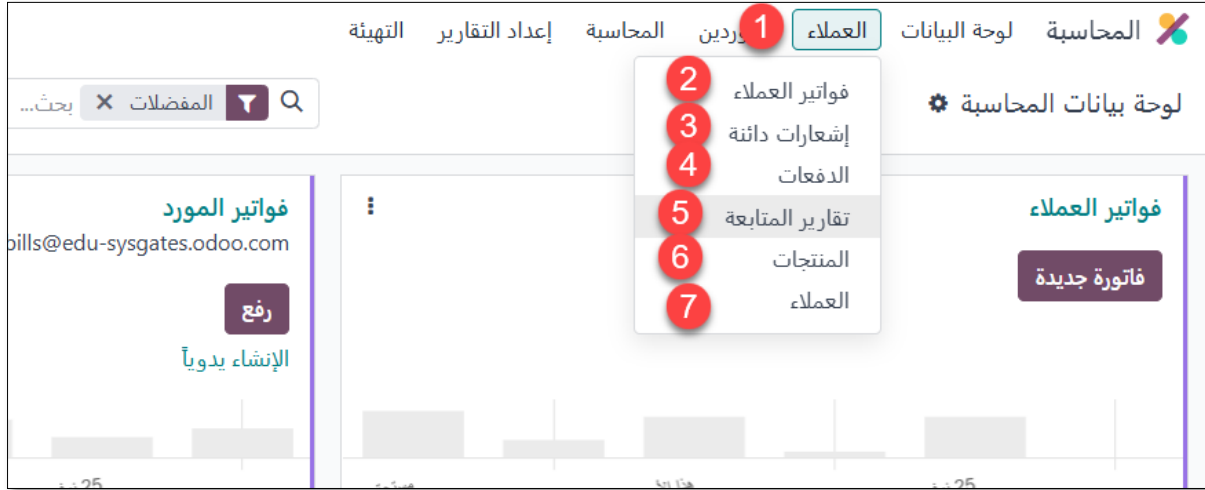 المحاسبة لوحة البيانات العملاء 1 وردين المحاسبة إعداد التقارير التهيئة
لوحة بيانات المحاسبة
المفضلات × بحث...
2 فواتير العملاء
3 إشعارات دائنة
4 الدفعات
5 تقارير المتابعة
6 المنتجات
7 العملاء
فواتير العملاء
فاتورة جديدة
فواتير المورد
bills@edu-sysgates.odoo.com
رفع
الإنشاء يدوياً
25
هذا الأ
25